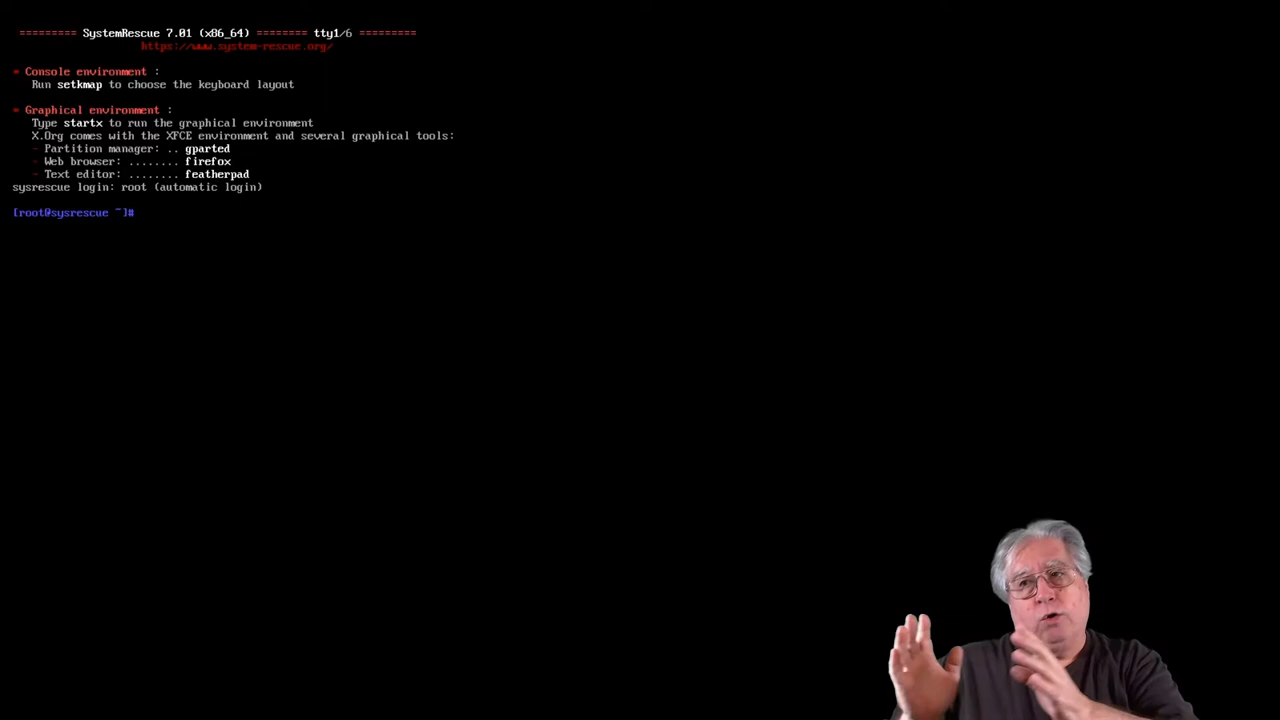 ========= SystemRescue 7.01 (x86_64) ======== tty1/6 =========
https://www.system-rescue.org/
* Console environment :
Run setkmap to choose the keyboard layout
* Graphical environment :
Type startx to run the graphical environment
X.Org comes with the XFCE environment and several graphical tools:
- Partition manager: .. gparted
- Web browser: ........ firefox
- Text editor: ........ featherpad
sysrescue login: root (automatic login)
[root@sysrescue ~]#